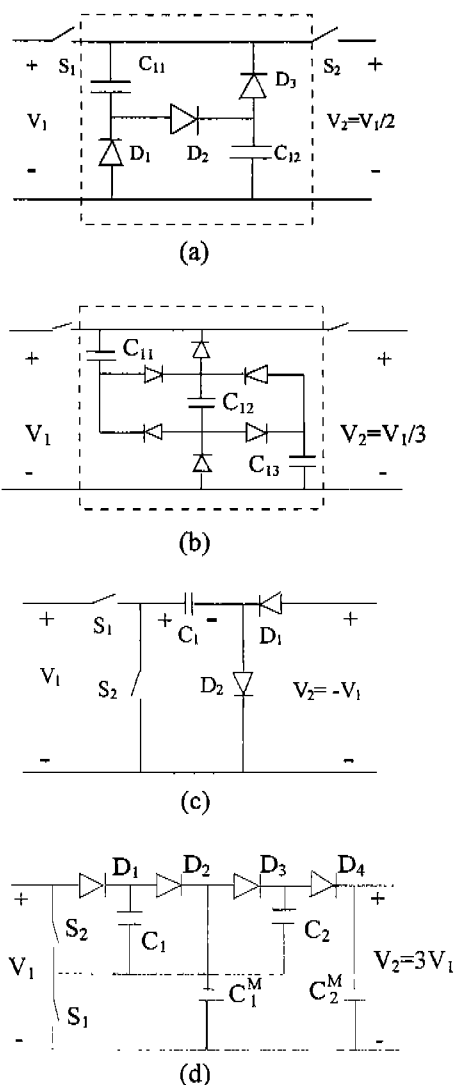 + S₁ C₁₁ D₃ S₂ +
V₁ D₁ D₂ C₁₂ V₂=V₁/2
- -
(a)
+ C₁₁ +
V₁ C₁₂ V₂=V₁/3
- C₁₃ -
(b)
+ S₁ + C₁ - D₁ +
V₁ S₂ D₂ V₂= -V₁
- -
(c)
D₁ D₂ D₃ D₄
+ S₂ C₁ C₂ +
V₁ V₂=3V₁
S₁ C₁ᴹ C₂ᴹ
- -
(d)